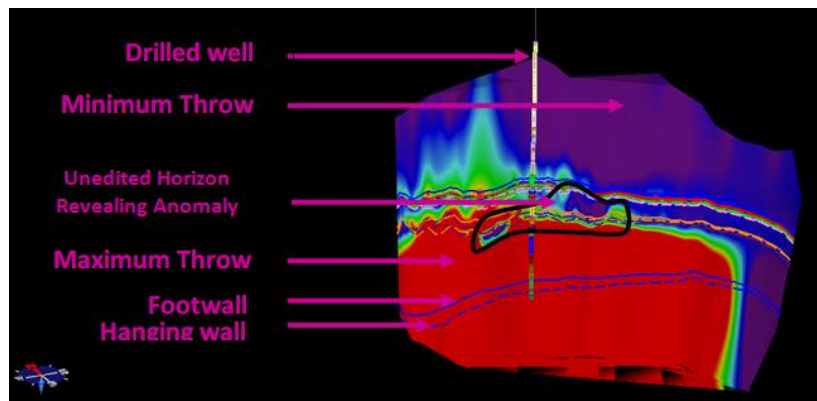 Drilled well
Minimum Throw
Unedited Horizon
Revealing Anomaly
Maximum Throw
Footwall
Hanging wall